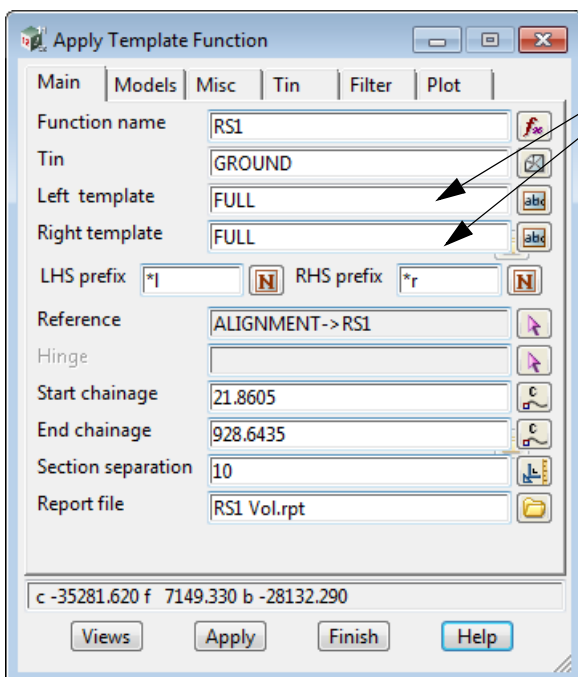 Apply Template Function
Main Models Misc Tin Filter Plot
Function name RS1
Tin GROUND
Left template FULL abc
Right template FULL abc
LHS prefix *l N RHS prefix *r N
Reference ALIGNMENT->RS1
Hinge
Start chainage 21.8605 c
End chainage 928.6435 c
Section separation 10
Report file RS1 Vol.rpt
c -35281.620 f 7149.330 b -28132.290
Views Apply Finish Help